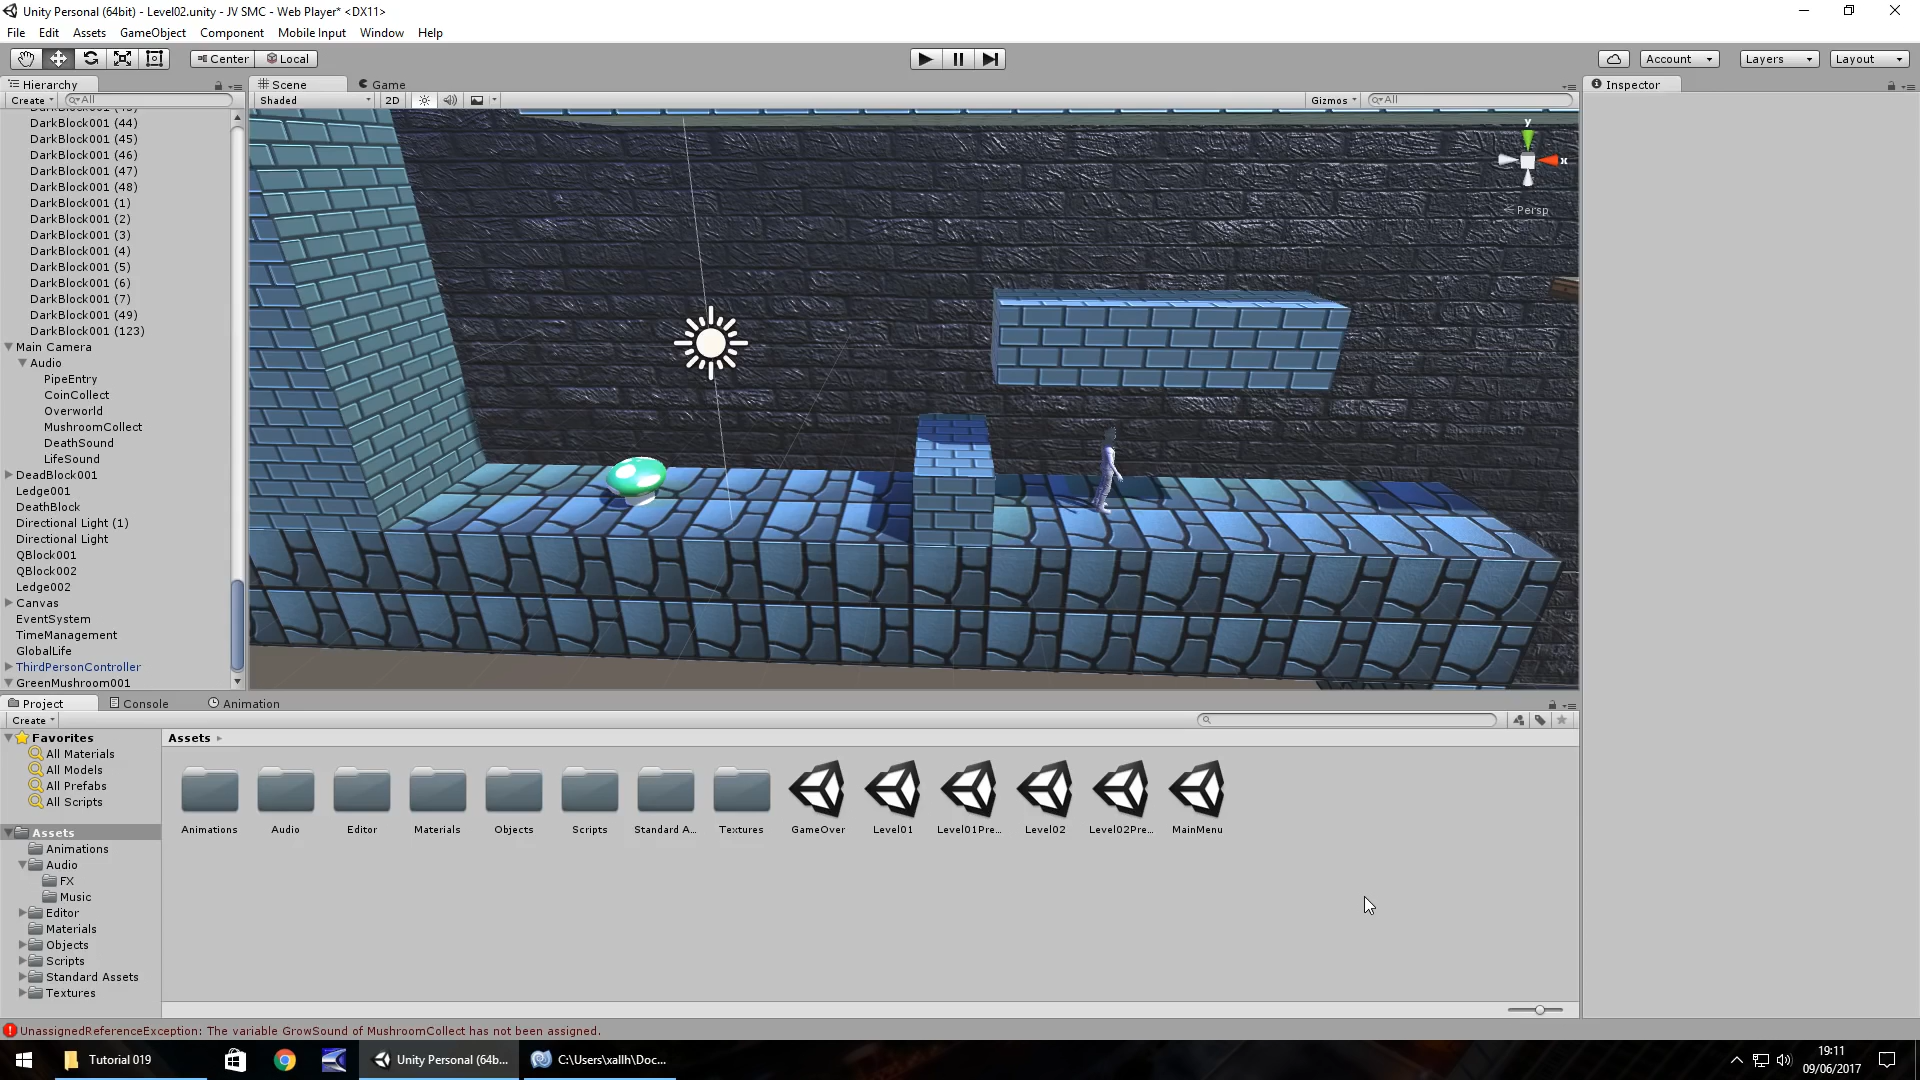 Unity Personal (64bit) - Level02.unity - JV SMC - Web Player* <DX11>
File Edit Assets GameObject Component Mobile Input Window Help
Center Local Account Layers Layout
Hierarchy
Create All
DarkBlock001 (44)
DarkBlock001 (45)
DarkBlock001 (46)
DarkBlock001 (47)
DarkBlock001 (48)
DarkBlock001 (1)
DarkBlock001 (2)
DarkBlock001 (3)
DarkBlock001 (4)
DarkBlock001 (5)
DarkBlock001 (6)
DarkBlock001 (7)
DarkBlock001 (49)
DarkBlock001 (123)
Main Camera
Audio
PipeEntry
CoinCollect
Overworld
MushroomCollect
DeathSound
LifeSound
DeadBlock001
Ledge001
DeathBlock
Directional Light (1)
Directional Light
QBlock001
QBlock002
Ledge002
Canvas
EventSystem
TimeManagement
GlobalLife
ThirdPersonController
GreenMushroom001
Scene Game
Shaded 2D Gizmos All
y
x
Persp
Inspector
Project Console Animation
Create
Favorites
All Materials
All Models
All Prefabs
All Scripts
Assets
Animations
Audio
FX
Music
Editor
Materials
Objects
Scripts
Standard Assets
Textures
Assets
Animations Audio Editor Materials Objects Scripts Standard A... Textures GameOver Level01 Level01Pre... Level02 Level02Pre... MainMenu
UnassignedReferenceException: The variable GrowSound of MushroomCollect has not been assigned.
Tutorial 019 Unity Personal (64b... C:\Users\xallh\Doc...
19:11
09/06/2017